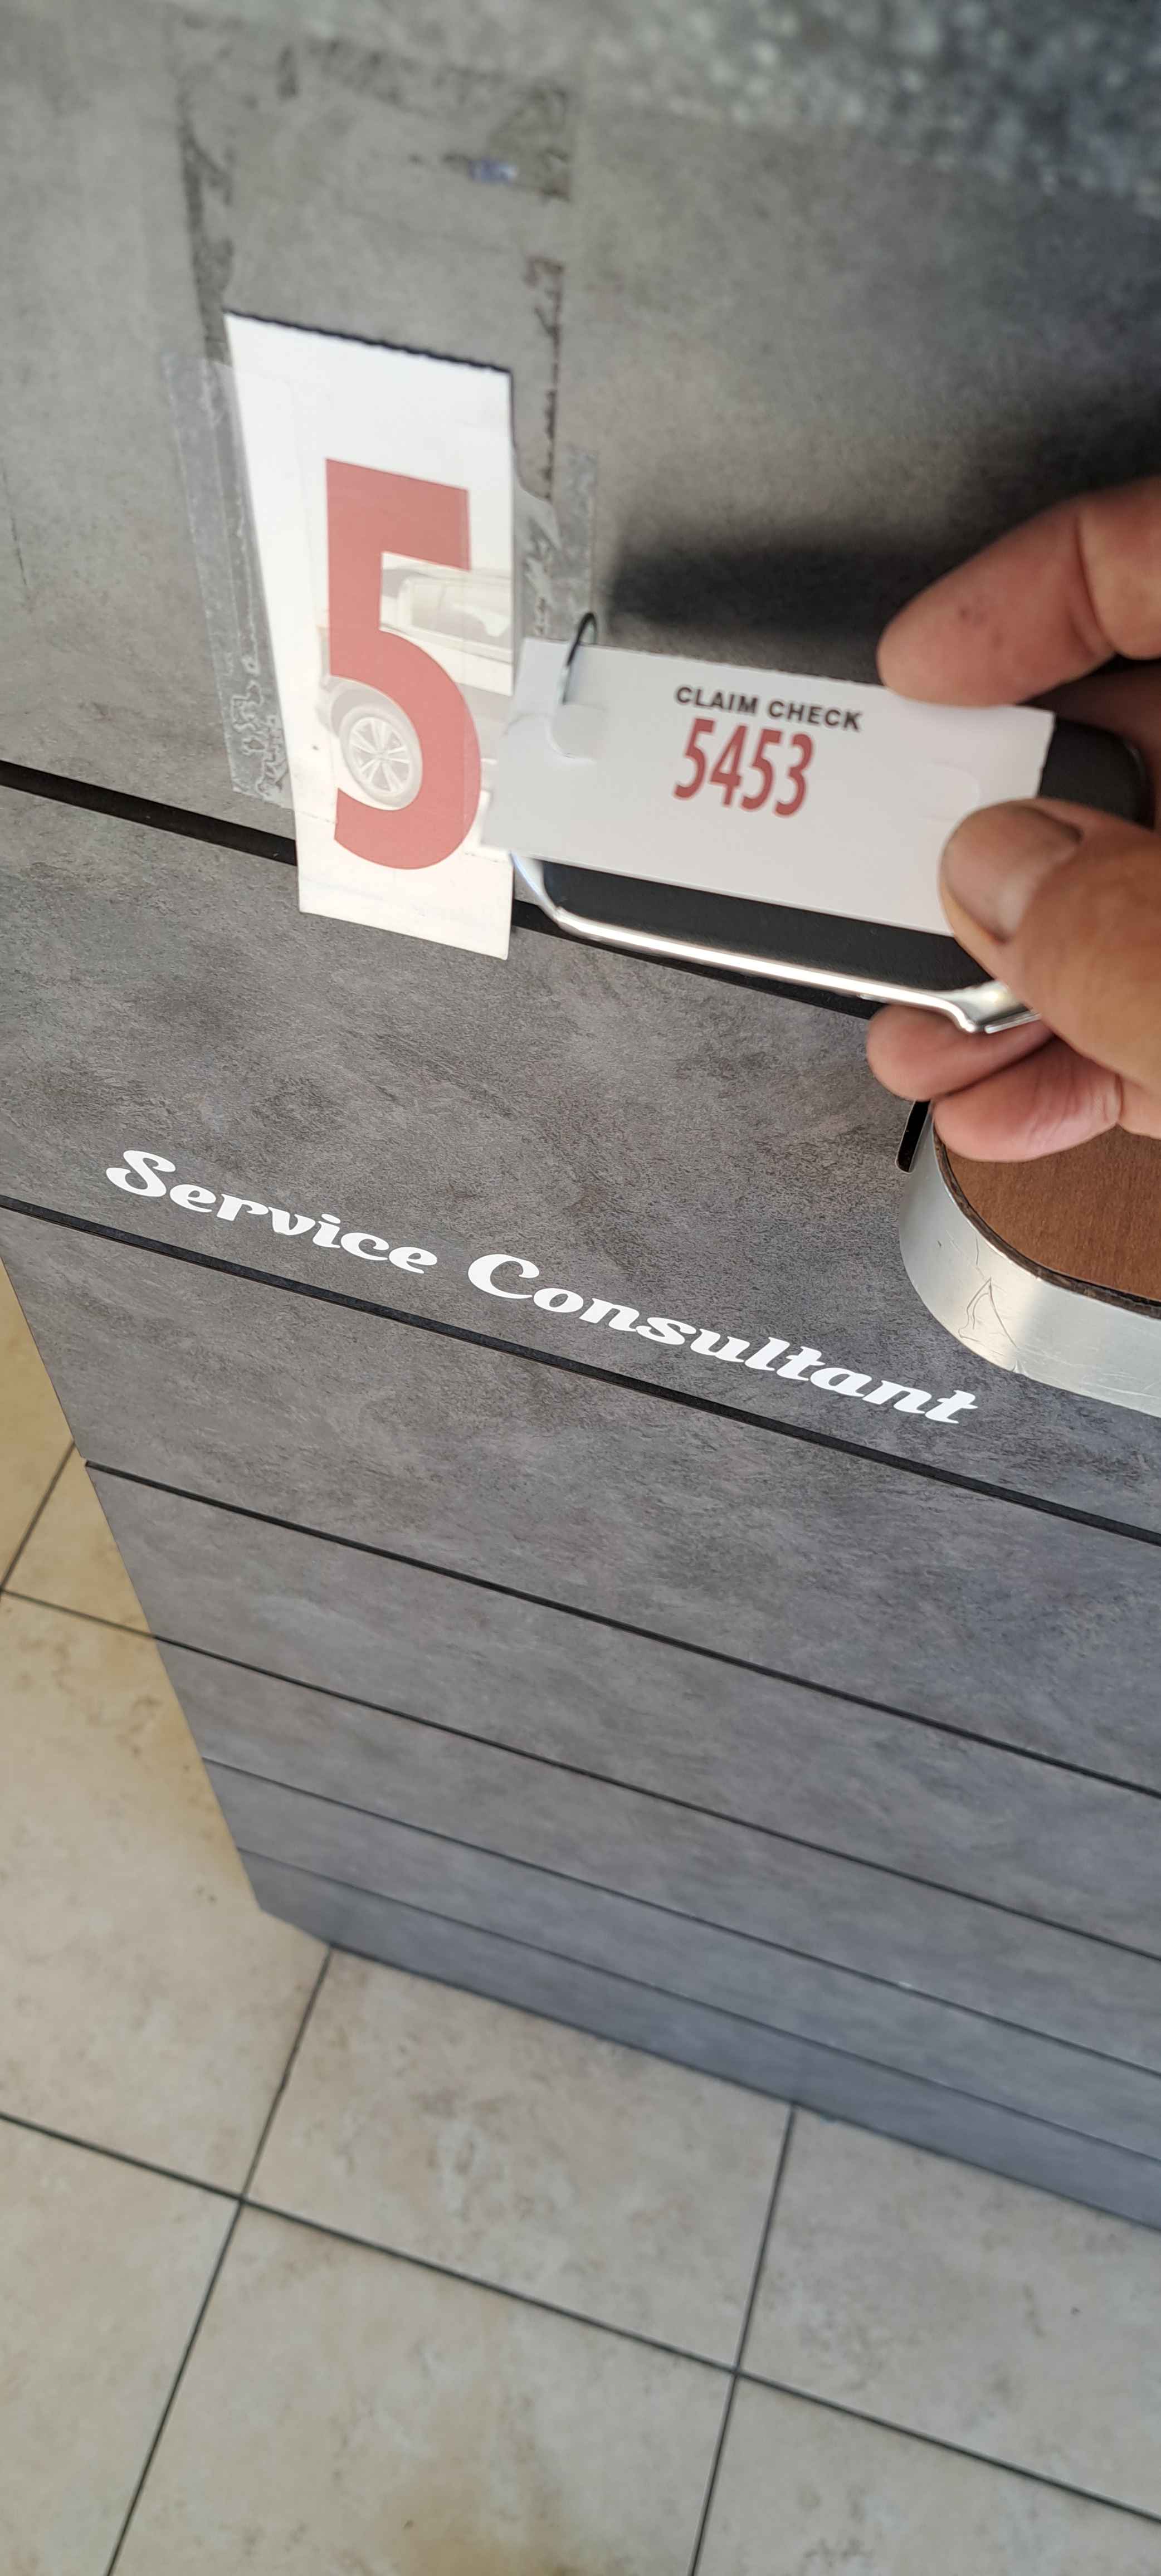 5
CLAIM CHECK
5453
Service Consultant